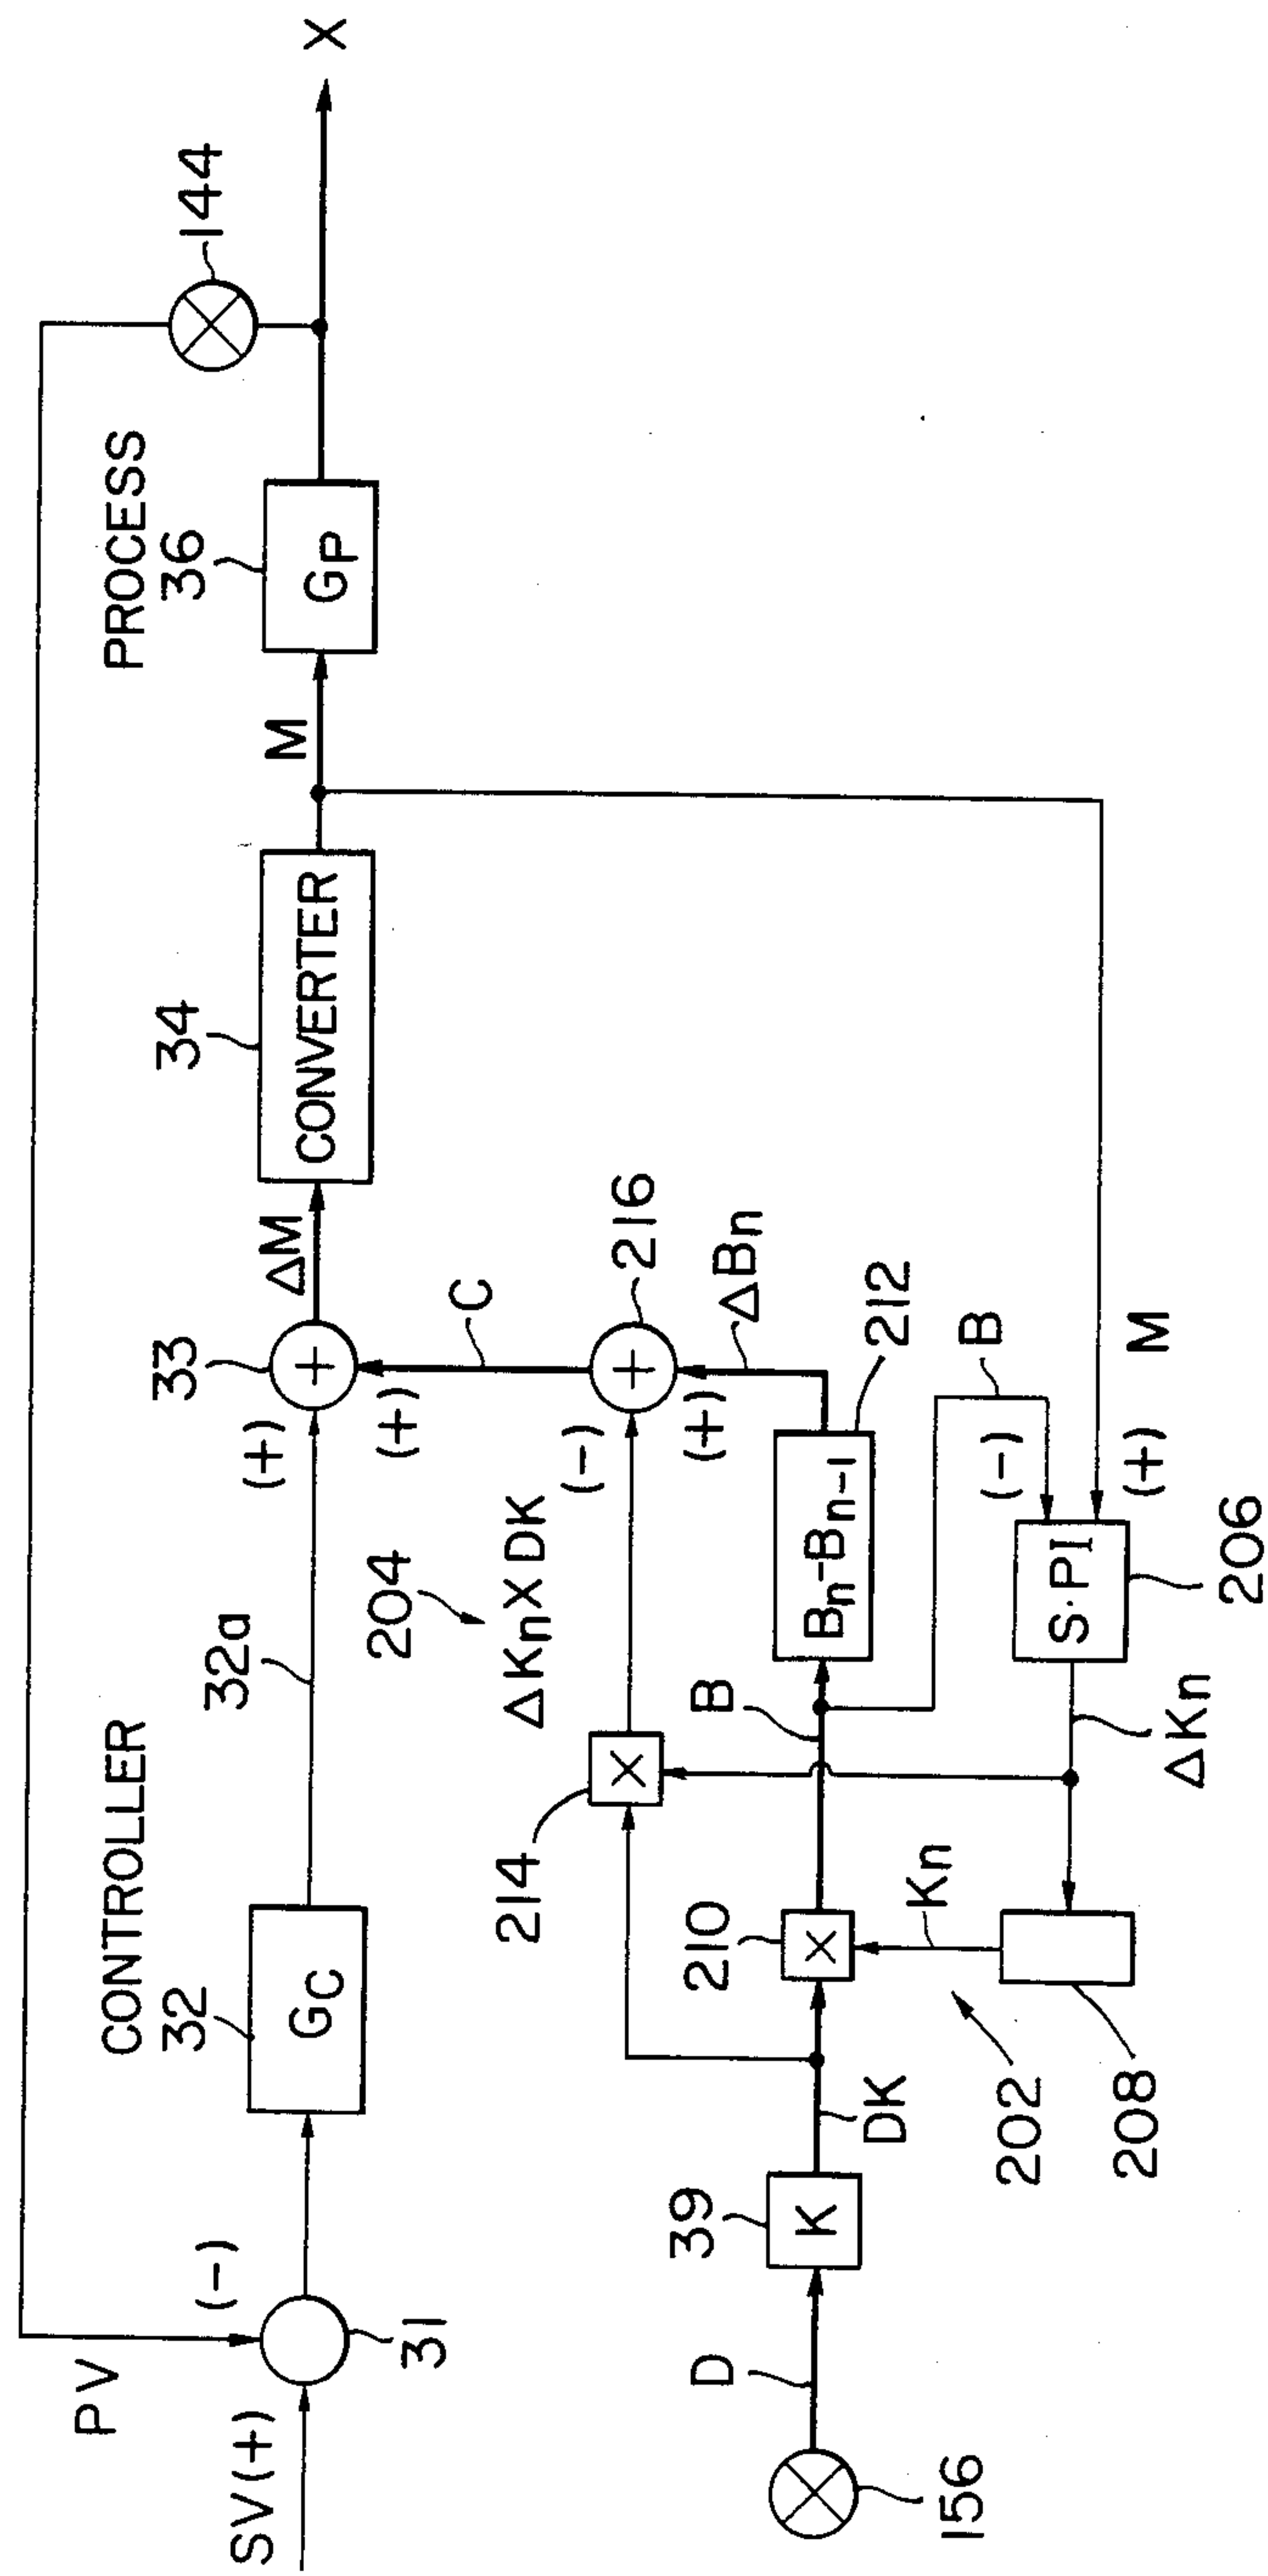 PV
SV(+)
(-)
31
CONTROLLER
32
GC
32a
(+)
33
(+)
ΔM
34
CONVERTER
M
PROCESS
36
GP
144
X
204
ΔKn X DK
(-)
C
216
(+)
ΔBn
214
X
D
156
39
K
DK
210
X
B
Bn-Bn-1
212
B
(-)
M
(+)
S·PI
206
ΔKn
Kn
202
208
+
+